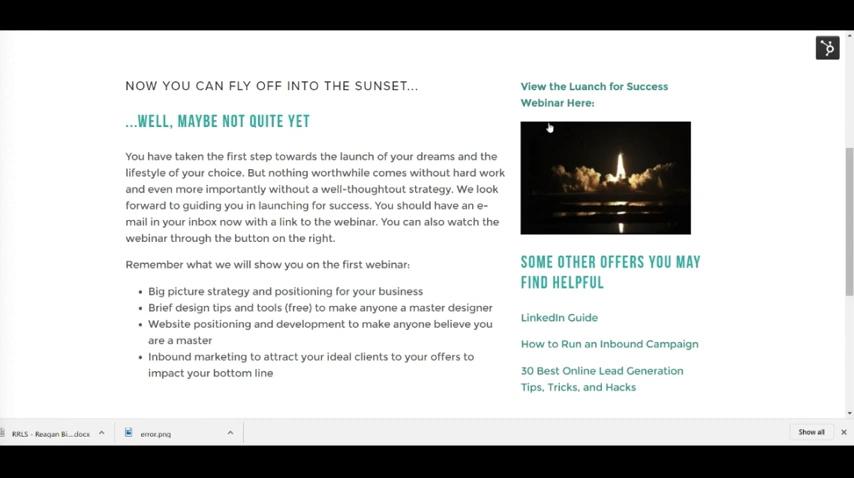 NOW YOU CAN FLY OFF INTO THE SUNSET...
...WELL, MAYBE NOT QUITE YET
You have taken the first step towards the launch of your dreams and the
lifestyle of your choice. But nothing worthwhile comes without hard work
and even more importantly without a well-thoughtout strategy. We look
forward to guiding you in launching for success. You should have an e-
mail in your inbox now with a link to the webinar. You can also watch the
webinar through the button on the right.
Remember what we will show you on the first webinar:
• Big picture strategy and positioning for your business
• Brief design tips and tools (free) to make anyone a master designer
• Website positioning and development to make anyone believe you
are a master
• Inbound marketing to attract your ideal clients to your offers to
impact your bottom line
View the Luanch for Success
Webinar Here:
SOME OTHER OFFERS YOU MAY
FIND HELPFUL
LinkedIn Guide
How to Run an Inbound Campaign
30 Best Online Lead Generation
Tips, Tricks, and Hacks
RRLS - Reaqan Bi....docx
error.png
Show all